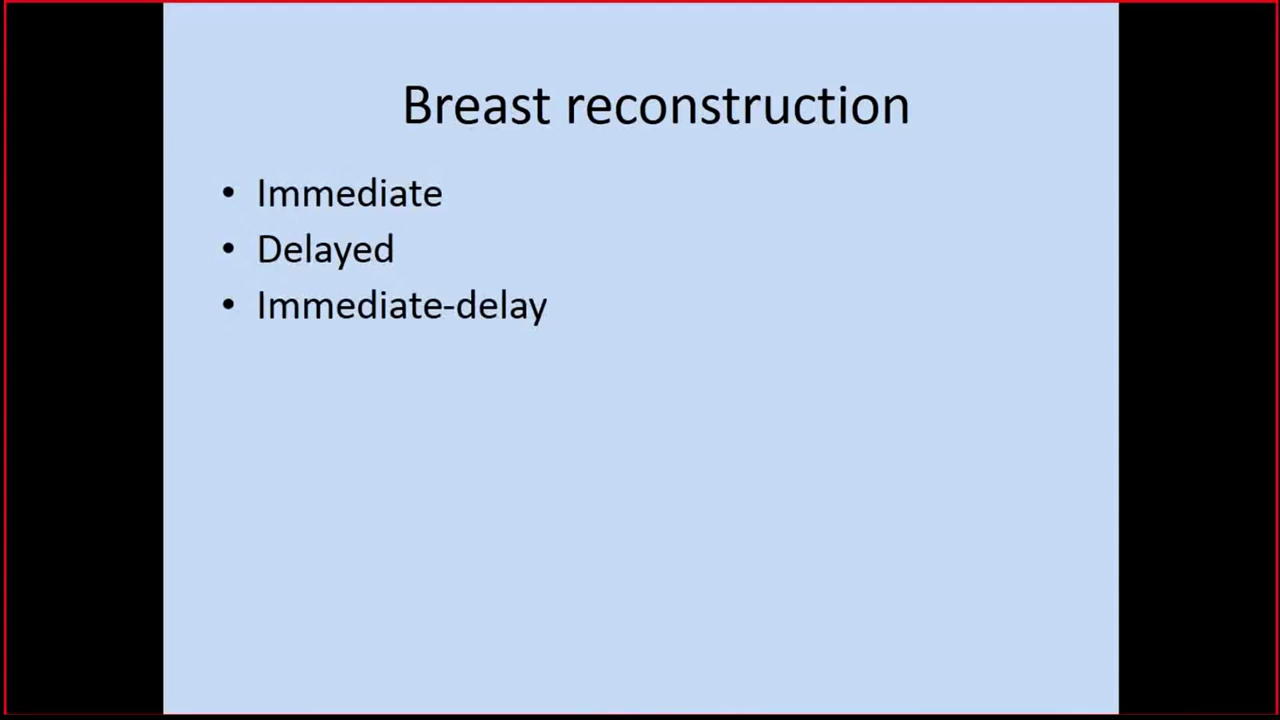 Breast reconstruction
• Immediate
• Delayed
• Immediate-delay